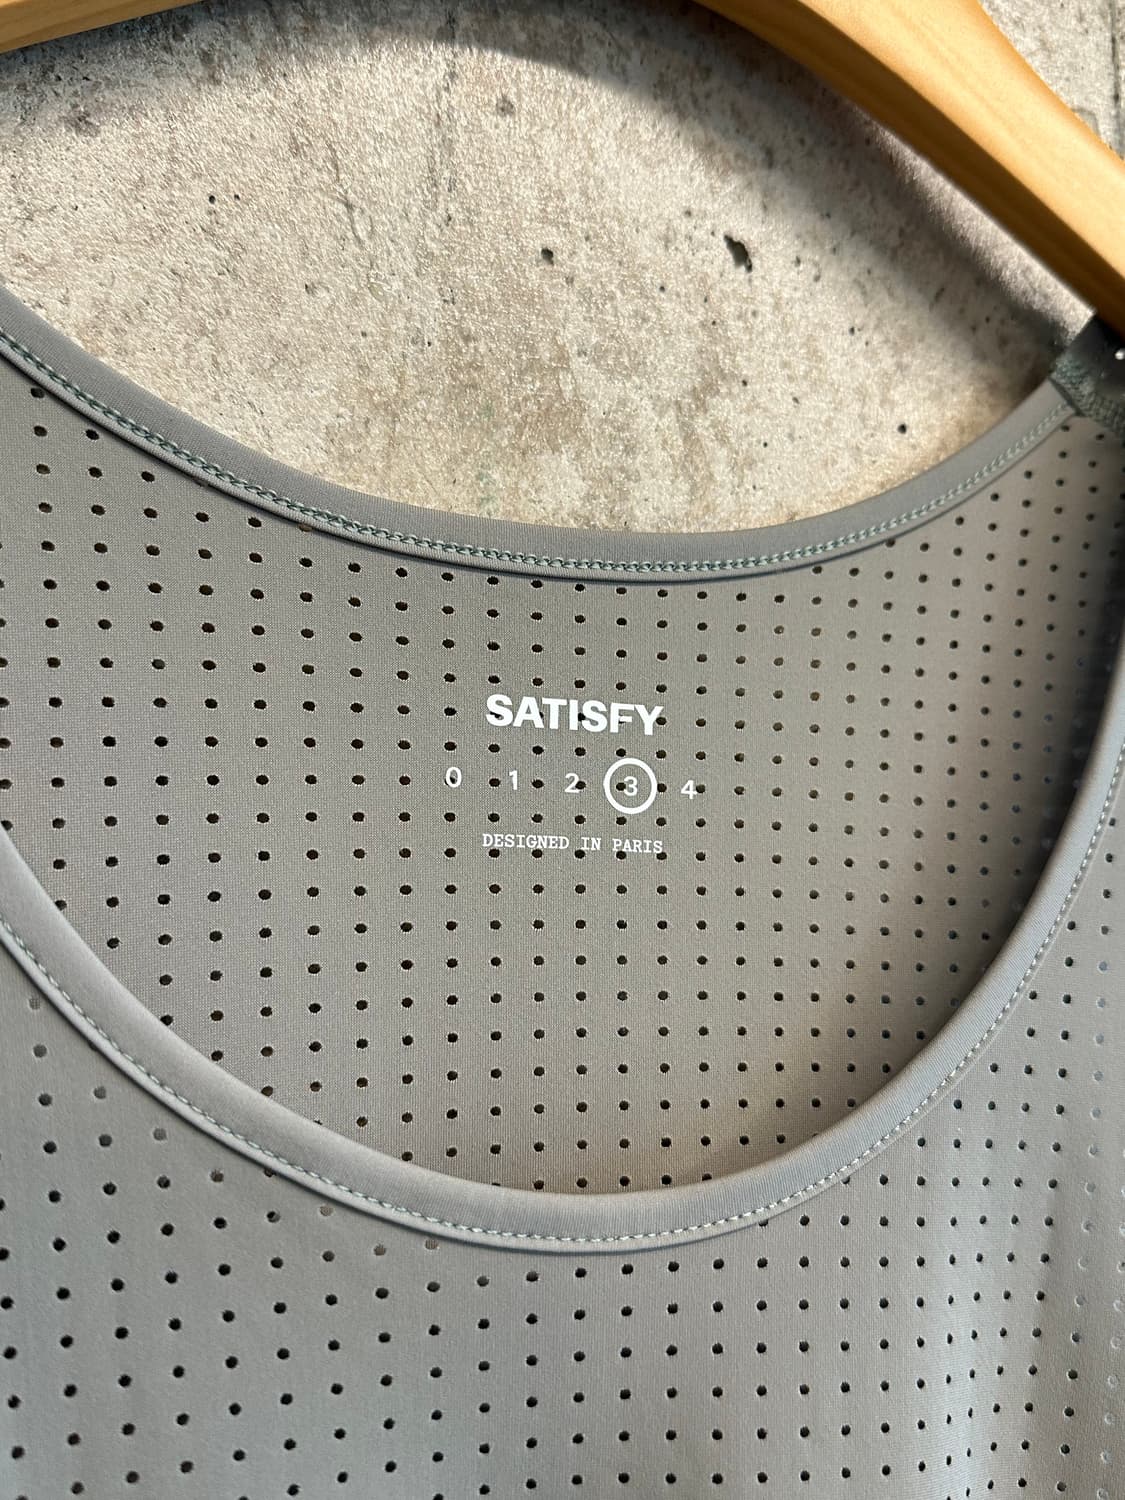 SATISFY
0 1 2 3 4
DESIGNED IN PARIS